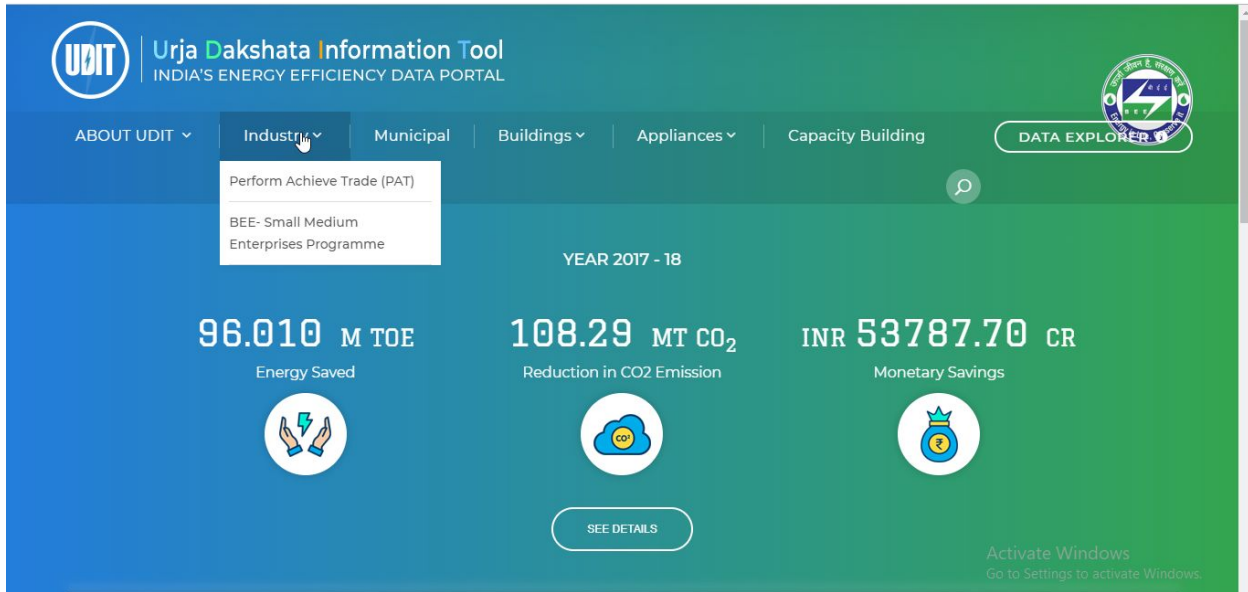 UDIT
Urja Dakshata Information Tool
INDIA'S ENERGY EFFICIENCY DATA PORTAL
ABOUT UDIT
Industry
Municipal
Buildings
Appliances
Capacity Building
DATA EXPLORER
Perform Achieve Trade (PAT)
BEE- Small Medium
Enterprises Programme
YEAR 2017 - 18
96.010 M TOE
Energy Saved
108.29 MT CO₂
Reduction in CO2 Emission
INR 53787.70 CR
Monetary Savings
CO²
₹
SEE DETAILS
Activate Windows
Go to Settings to activate Windows.